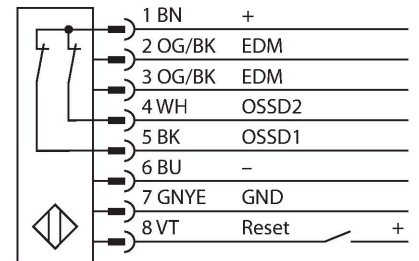 1 BN +
2 OG/BK EDM
3 OG/BK EDM
4 WH OSSD2
5 BK OSSD1
6 BU –
7 GNYE GND
8 VT Reset +